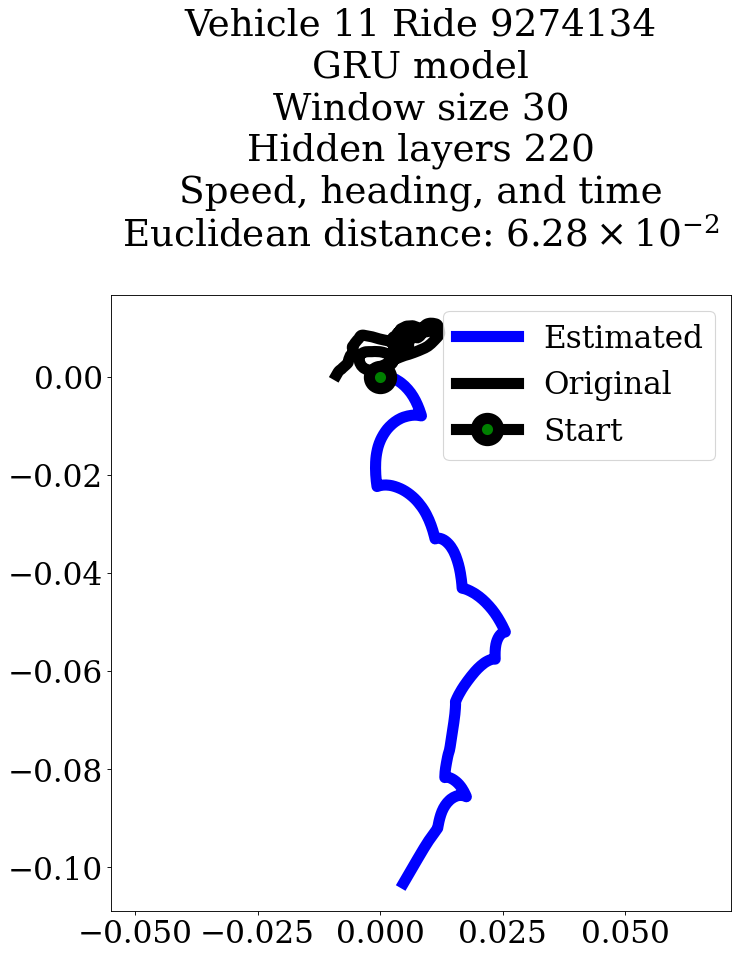 Vehicle 11 Ride 9274134
GRU model
Window size 30
Hidden layers 220
Speed, heading, and time
Euclidean distance: 6.28 × 10⁻²
Estimated
Original
Start
0.00
−0.02
−0.04
−0.06
−0.08
−0.10
−0.050 −0.025 0.000 0.025 0.050